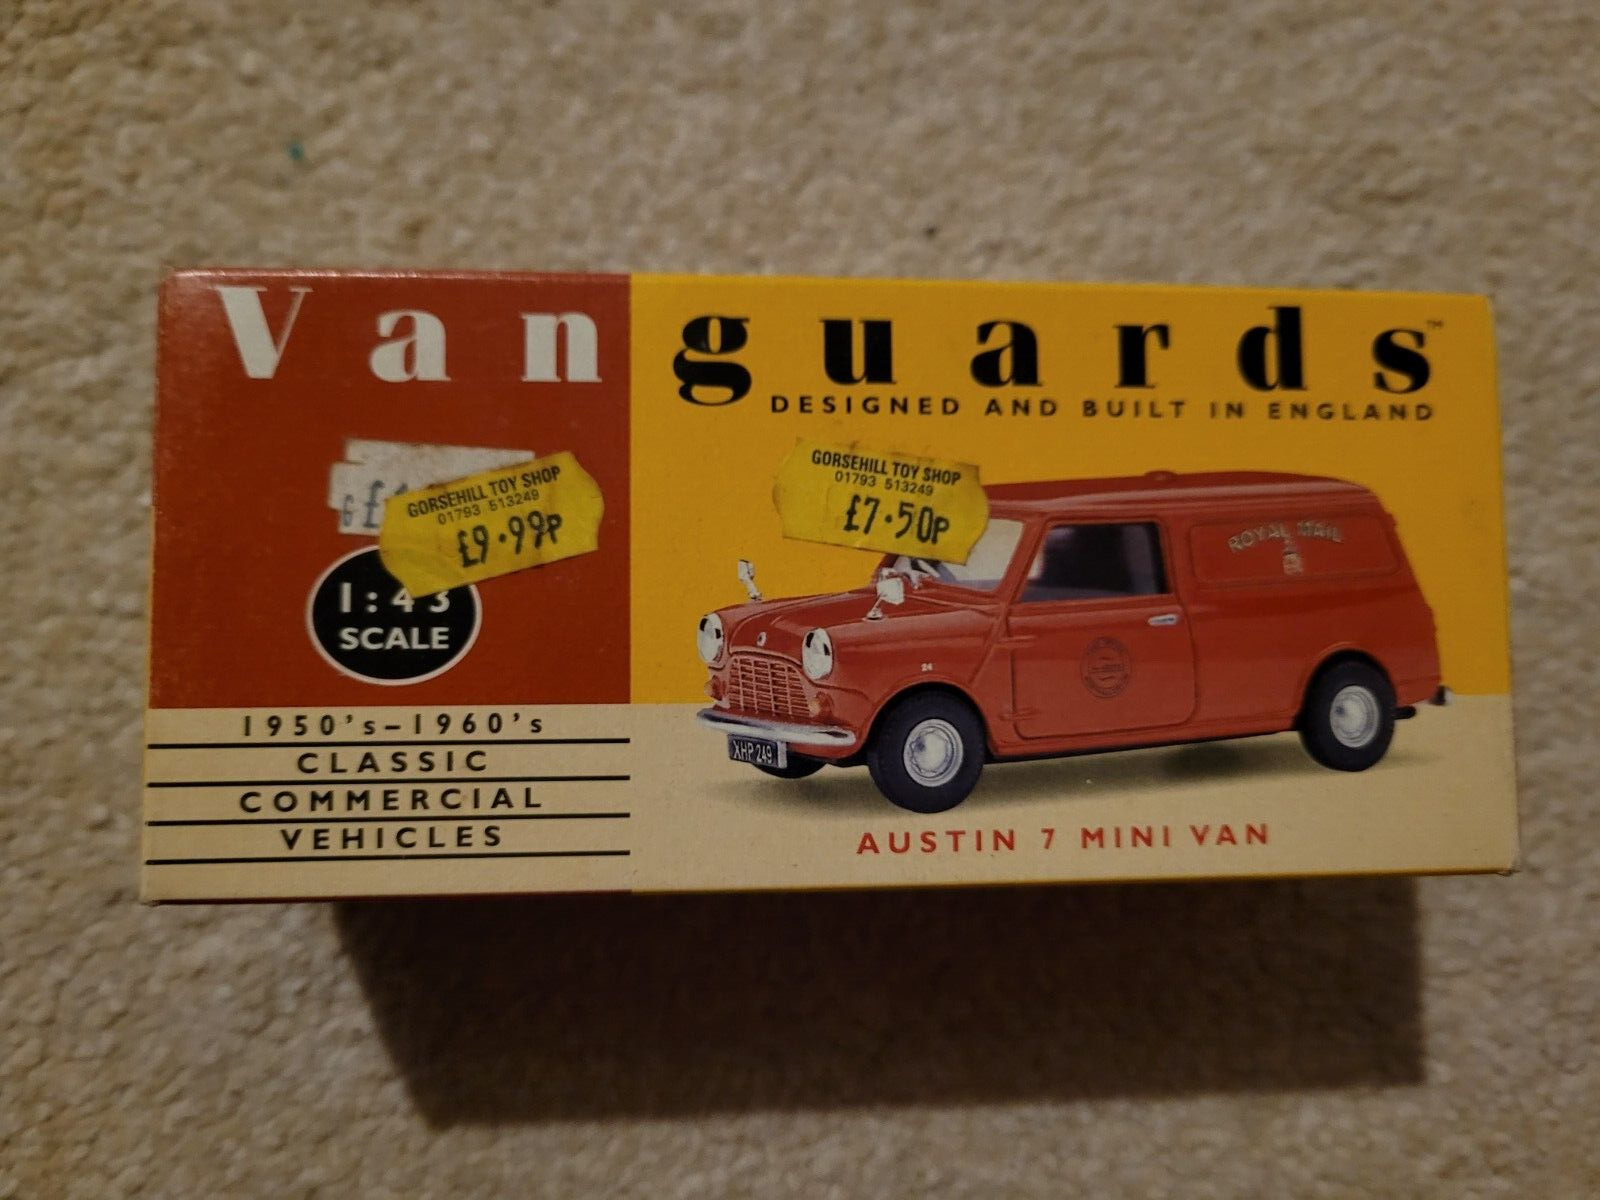 Vanguards™
DESIGNED AND BUILT IN ENGLAND
GORSEHILL TOY SHOP
01793 513249
£9.99P
GORSEHILL TOY SHOP
01793 513249
£7.50P
1:43
SCALE
ROYAL MAIL
24
XHP 249
1950's–1960's
CLASSIC
COMMERCIAL
VEHICLES
AUSTIN 7 MINI VAN